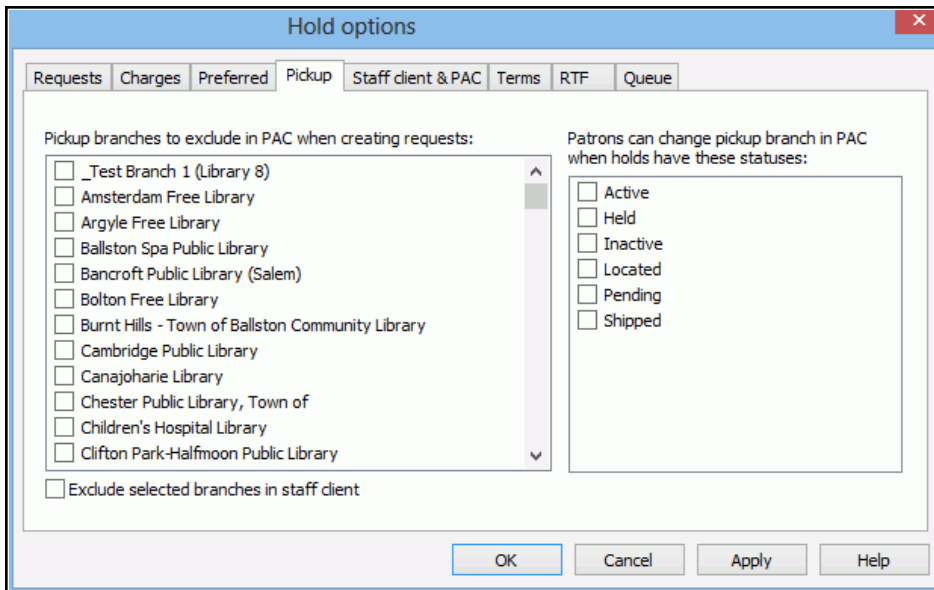 Hold options
Requests
Charges
Preferred
Pickup
Staff client & PAC
Terms
RTF
Queue
Pickup branches to exclude in PAC when creating requests:
_Test Branch 1 (Library 8)
Amsterdam Free Library
Argyle Free Library
Ballston Spa Public Library
Bancroft Public Library (Salem)
Bolton Free Library
Burnt Hills - Town of Ballston Community Library
Cambridge Public Library
Canajoharie Library
Chester Public Library, Town of
Children's Hospital Library
Clifton Park-Halfmoon Public Library
Exclude selected branches in staff client
Patrons can change pickup branch in PAC
when holds have these statuses:
Active
Held
Inactive
Located
Pending
Shipped
OK
Cancel
Apply
Help